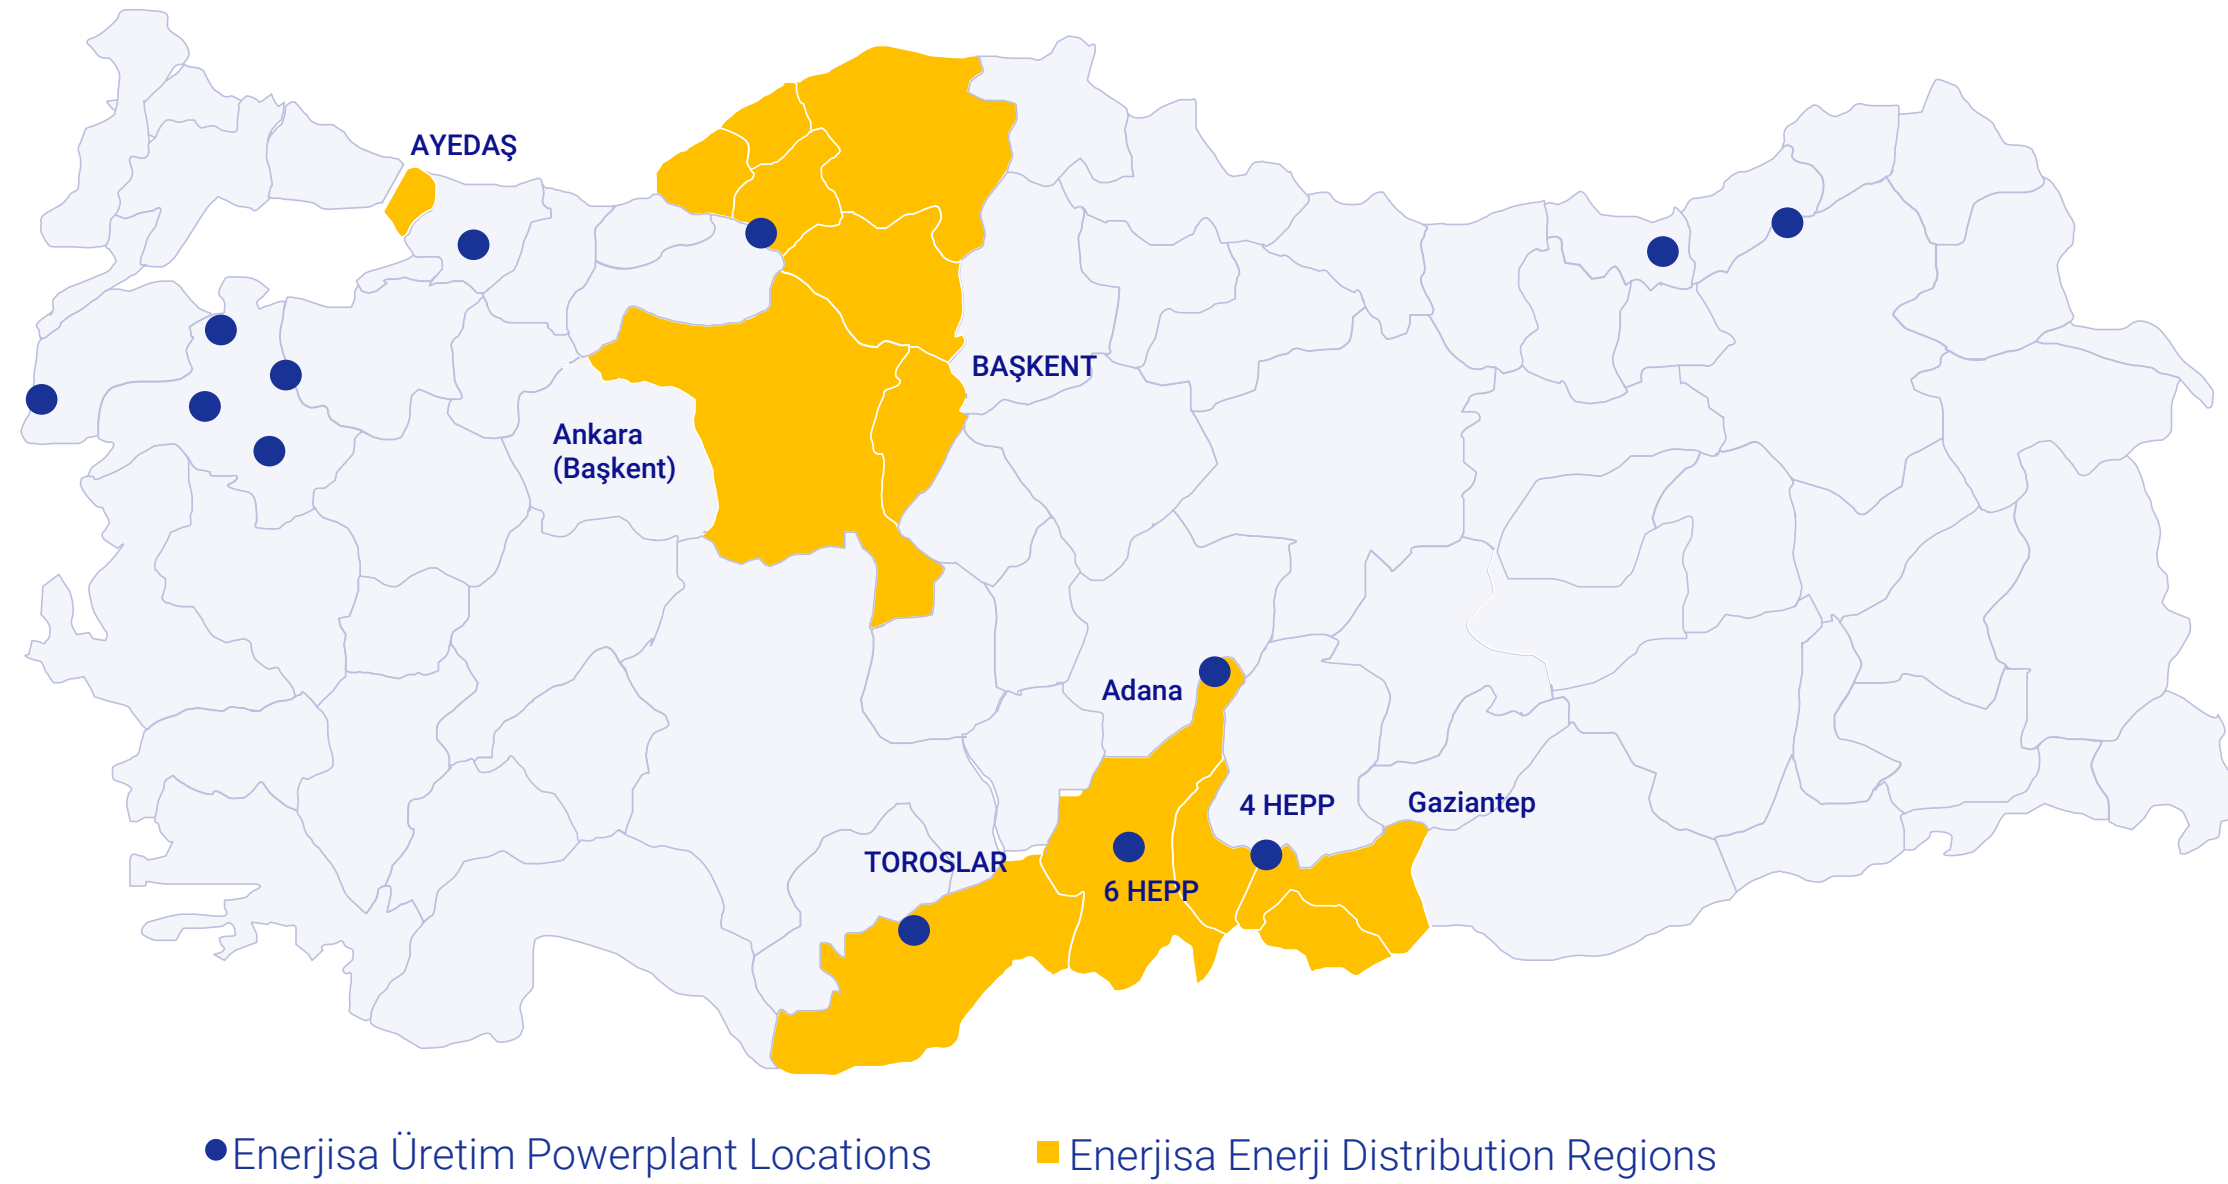 AYEDAŞ
BAŞKENT
Ankara
(Başkent)
Adana
4 HEPP
Gaziantep
TOROSLAR
6 HEPP
Enerjisa Üretim Powerplant Locations
Enerjisa Enerji Distribution Regions